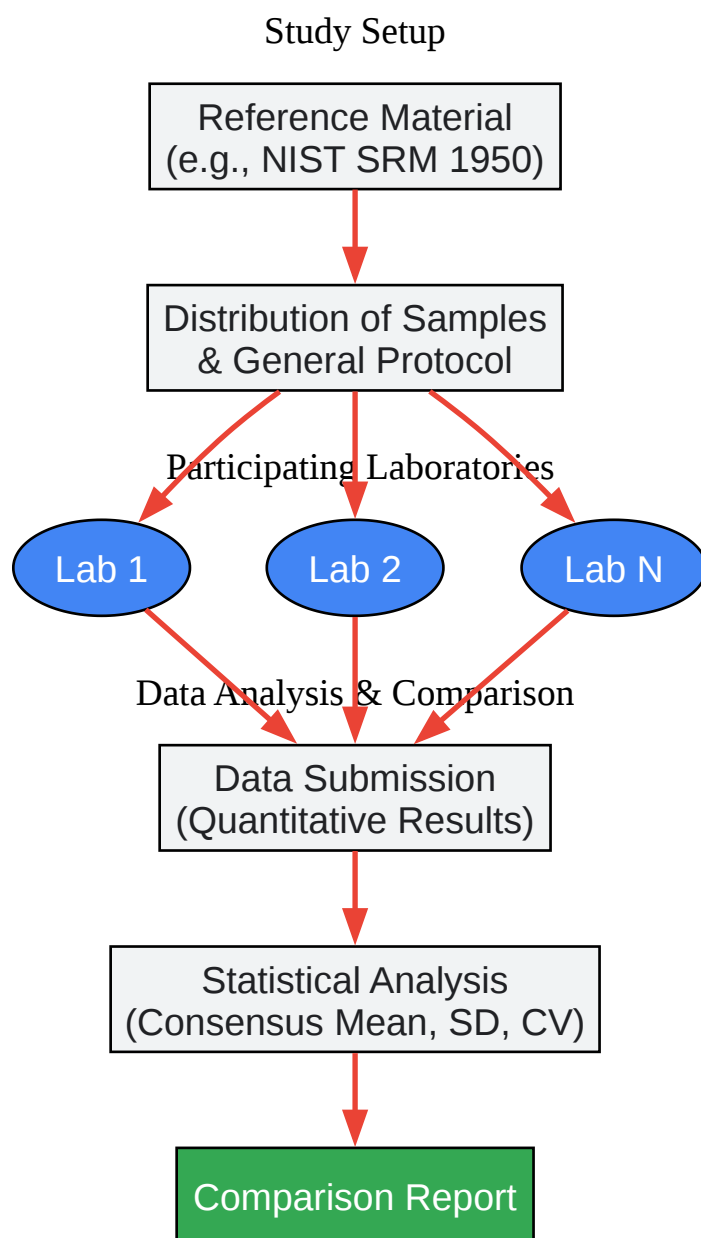 Study Setup
Reference Material
(e.g., NIST SRM 1950)
Distribution of Samples
& General Protocol
Participating Laboratories
Lab 1
Lab 2
Lab N
Data Analysis & Comparison
Data Submission
(Quantitative Results)
Statistical Analysis
(Consensus Mean, SD, CV)
Comparison Report